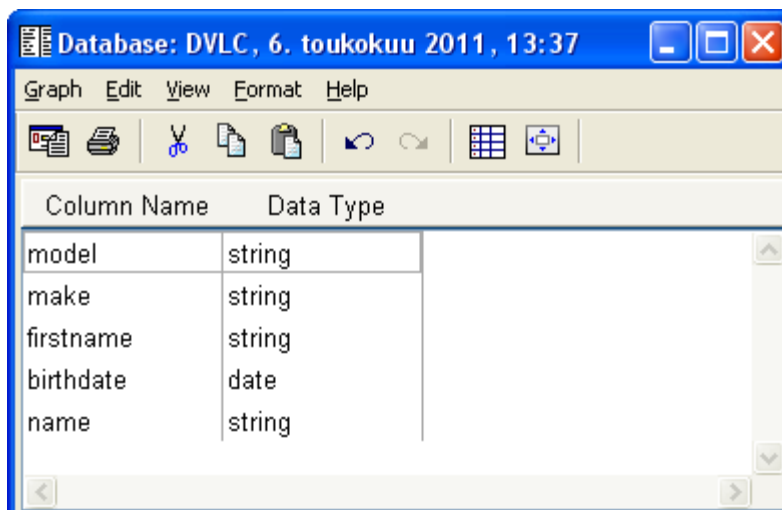 Database: DVLC, 6. toukokuu 2011, 13:37
Graph Edit View Format Help
Column Name Data Type
model string
make string
firstname string
birthdate date
name string